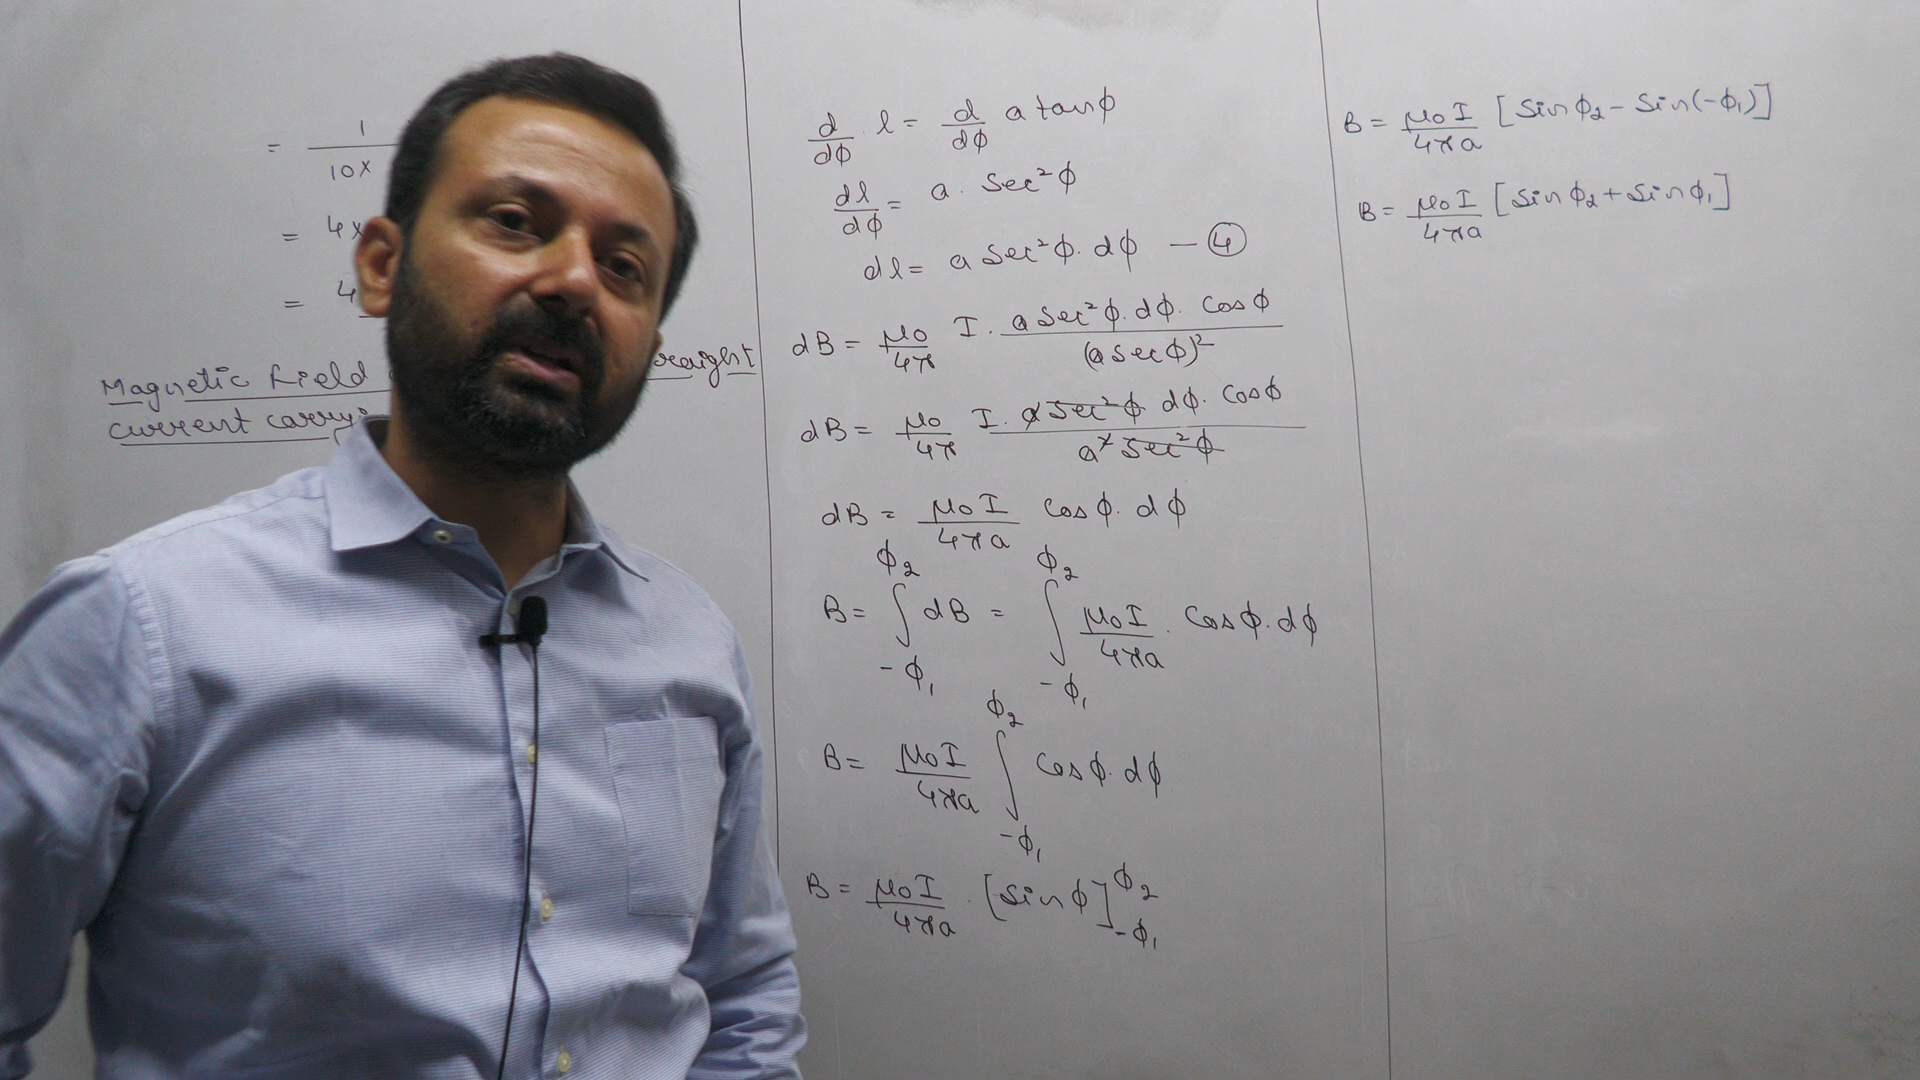 = 1 / 10×
= 4×
= 4
Magnetic field
current carry
d/dφ . l = d/dφ a tanφ
dl/dφ = a. Sec²φ
dl = a Sec²φ. dφ — ④
dB = μ₀/4π I. a Sec²φ. dφ. Cosφ / (a Secφ)²
dB = μ₀/4π I. a Sec²φ dφ. Cosφ / a² Sec²φ
dB = μ₀I/4πa Cosφ. dφ
B = ∫_{-φ₁}^{φ₂} dB = ∫_{-φ₁}^{φ₂} μ₀I/4πa . Cosφ. dφ
B = μ₀I/4πa ∫_{-φ₁}^{φ₂} Cosφ. dφ
B = μ₀I/4πa . [Sinφ]_{-φ₁}^{φ₂}
B = μ₀I/4πa [Sinφ₂ - Sin(-φ₁)]
B = μ₀I/4πa [Sinφ₂ + Sinφ₁]